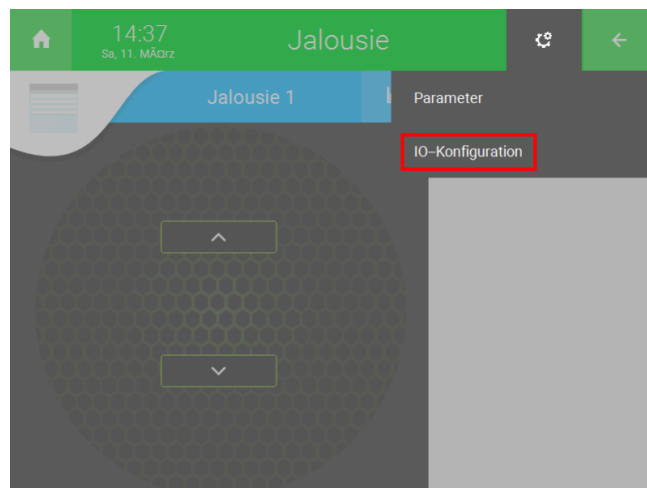 14:37
Sa, 11. MÃ¤rz
Jalousie
Jalousie 1
Parameter
IO-Konfiguration